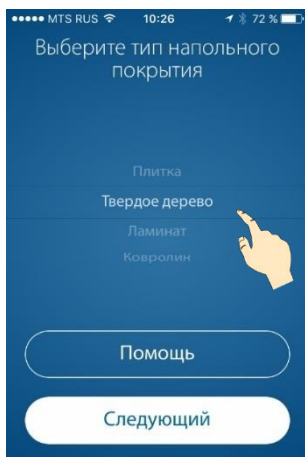 MTS RUS 10:26 72 %
Выберите тип напольного
покрытия
Плитка
Твердое дерево
Ламинат
Ковролин
Помощь
Следующий